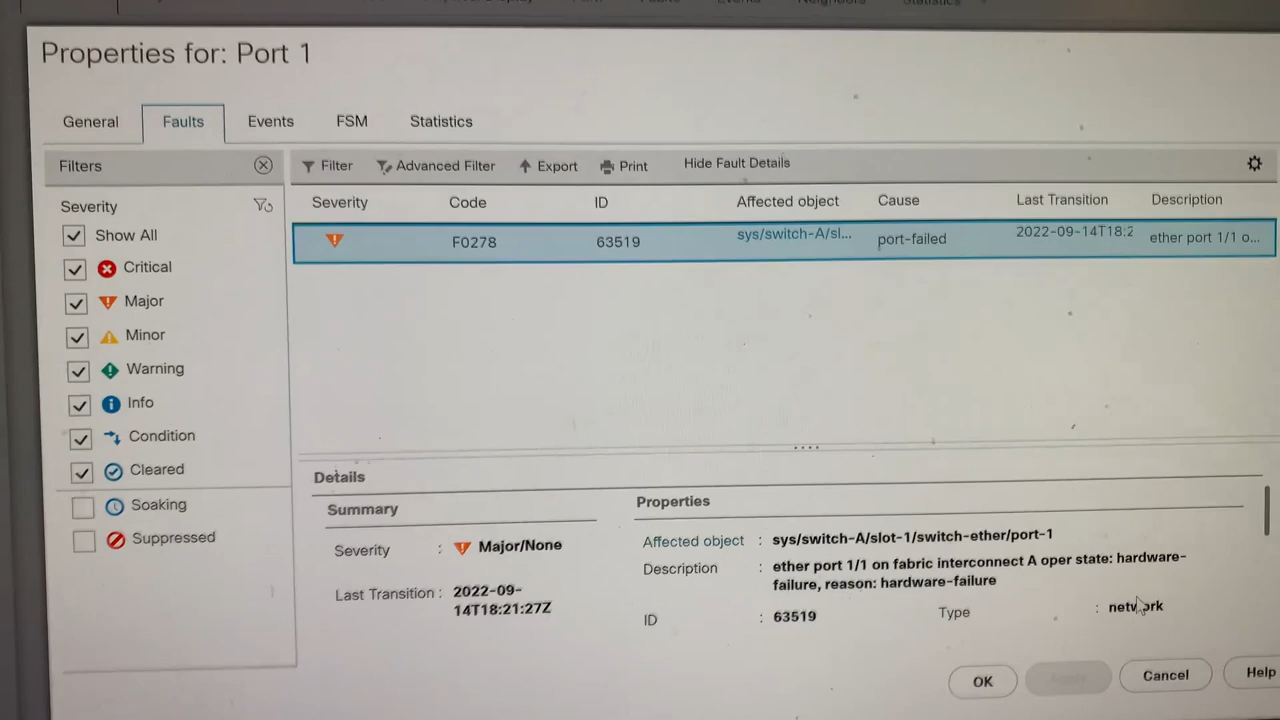 Properties for: Port 1
General Faults Events FSM Statistics
Filters
Filter Advanced Filter Export Print Hide Fault Details
Severity
Show All
Critical
Major
Minor
Warning
Info
Condition
Cleared
Soaking
Suppressed
Severity Code ID Affected object Cause Last Transition Description
F0278 63519 sys/switch-A/sl... port-failed 2022-09-14T18:2 ether port 1/1 o...
Details
Summary
Severity : Major/None
Last Transition : 2022-09-
14T18:21:27Z
Properties
Affected object : sys/switch-A/slot-1/switch-ether/port-1
Description : ether port 1/1 on fabric interconnect A oper state: hardware-
failure, reason: hardware-failure
ID : 63519 Type : network
OK Cancel Help